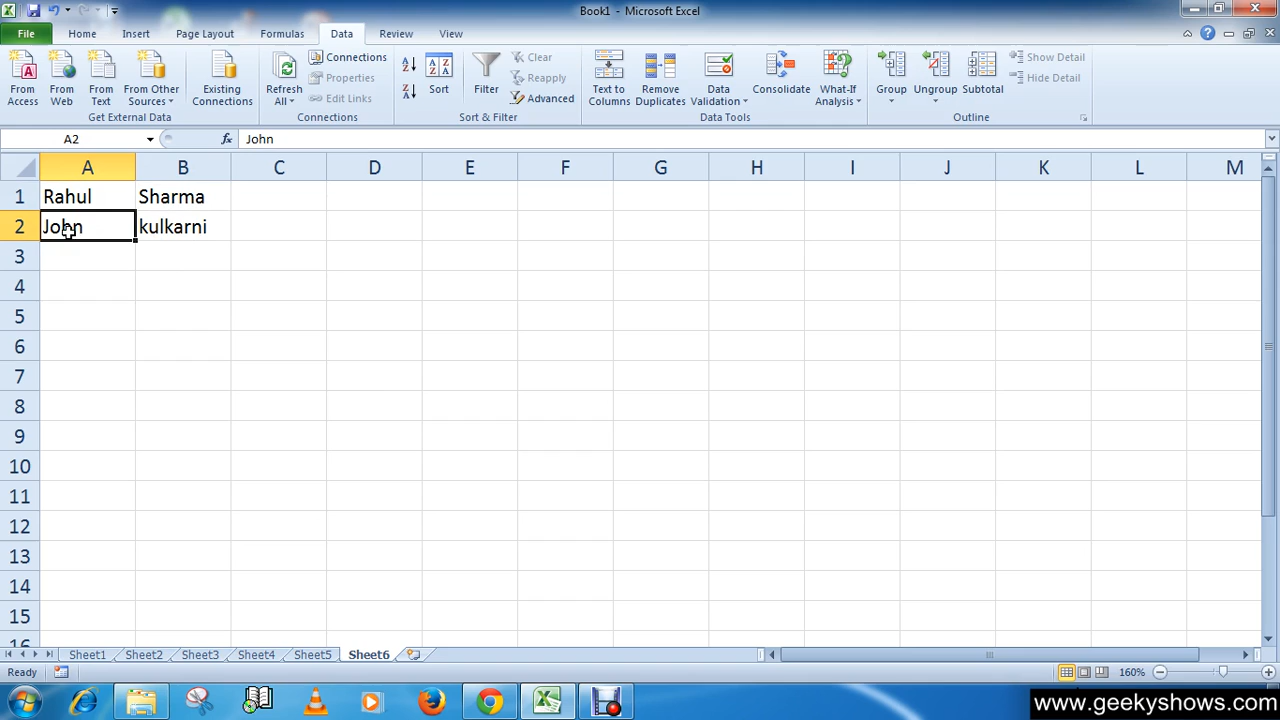 Book1 - Microsoft Excel
File Home Insert Page Layout Formulas Data Review View
From Access
From Web
From Text
From Other Sources
Existing Connections
Get External Data
Refresh All
Connections
Properties
Edit Links
Connections
Sort
Filter
Clear
Reapply
Advanced
Sort & Filter
Text to Columns
Remove Duplicates
Data Validation
Consolidate
What-If Analysis
Data Tools
Group
Ungroup
Subtotal
Show Detail
Hide Detail
Outline
A2 fx John
A B C D E F G H I J K L M
1 Rahul Sharma
2 John kulkarni
3
4
5
6
7
8
9
10
11
12
13
14
15
16
Sheet1 Sheet2 Sheet3 Sheet4 Sheet5 Sheet6
Ready 160%
www.geekyshows.com